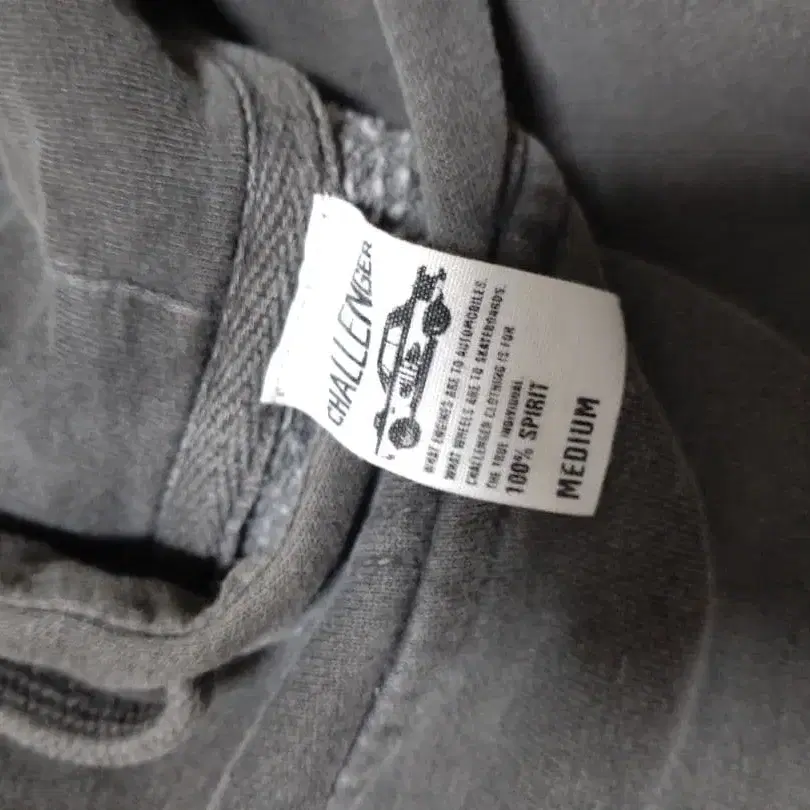 CHALLENGER
WHAT ENGINES ARE TO AUTOMOBILES.
WHAT WHEELS ARE TO SKATEBOARDS.
CHALLENGER CLOTHING IS FOR
THE TRUE INDIVIDUAL.
100% SPIRIT
MEDIUM